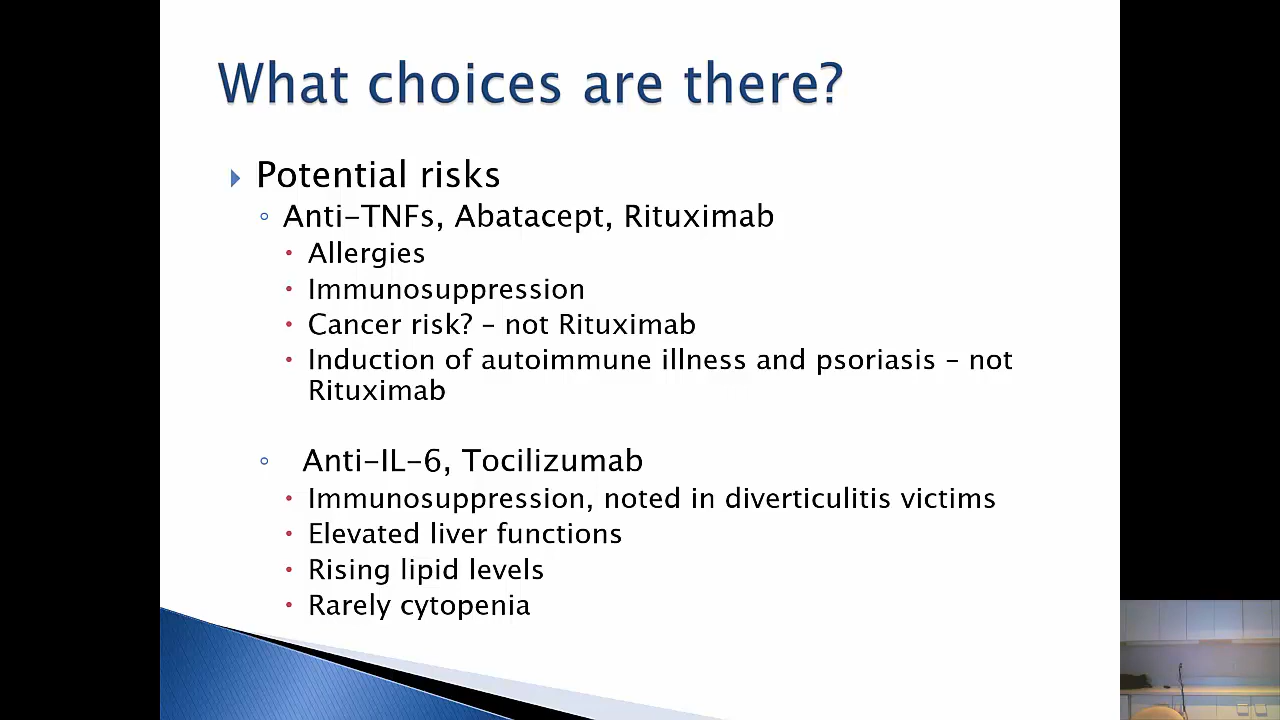 What choices are there?
Potential risks
Anti-TNFs, Abatacept, Rituximab
Allergies
Immunosuppression
Cancer risk? – not Rituximab
Induction of autoimmune illness and psoriasis – not
Rituximab
Anti-IL-6, Tocilizumab
Immunosuppression, noted in diverticulitis victims
Elevated liver functions
Rising lipid levels
Rarely cytopenia